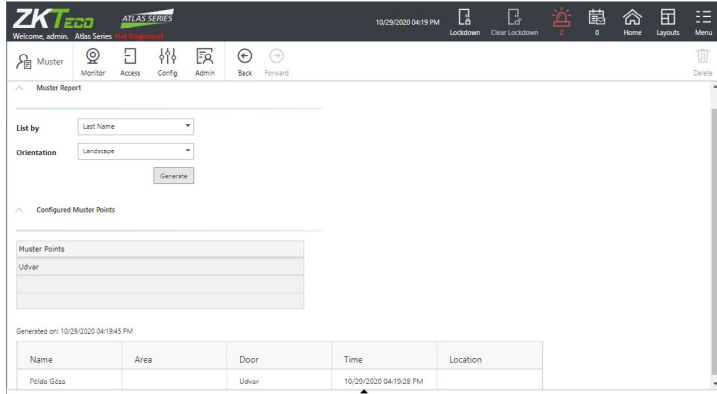 ZKTeco ATLAS SERIES
Welcome, admin. Atlas Series Not Registered
10/29/2020 04:19 PM
Lockdown Clear Lockdown 2 0 Home Layouts Menu
Muster Monitor Access Config Admin Back Forward Delete
Muster Report
List by Last Name
Orientation Landscape
Generate
Configured Muster Points
Muster Points
Udvar
Generated on: 10/29/2020 04:19:45 PM
Name Area Door Time Location
Példa Géza Udvar 10/29/2020 04:19:28 PM